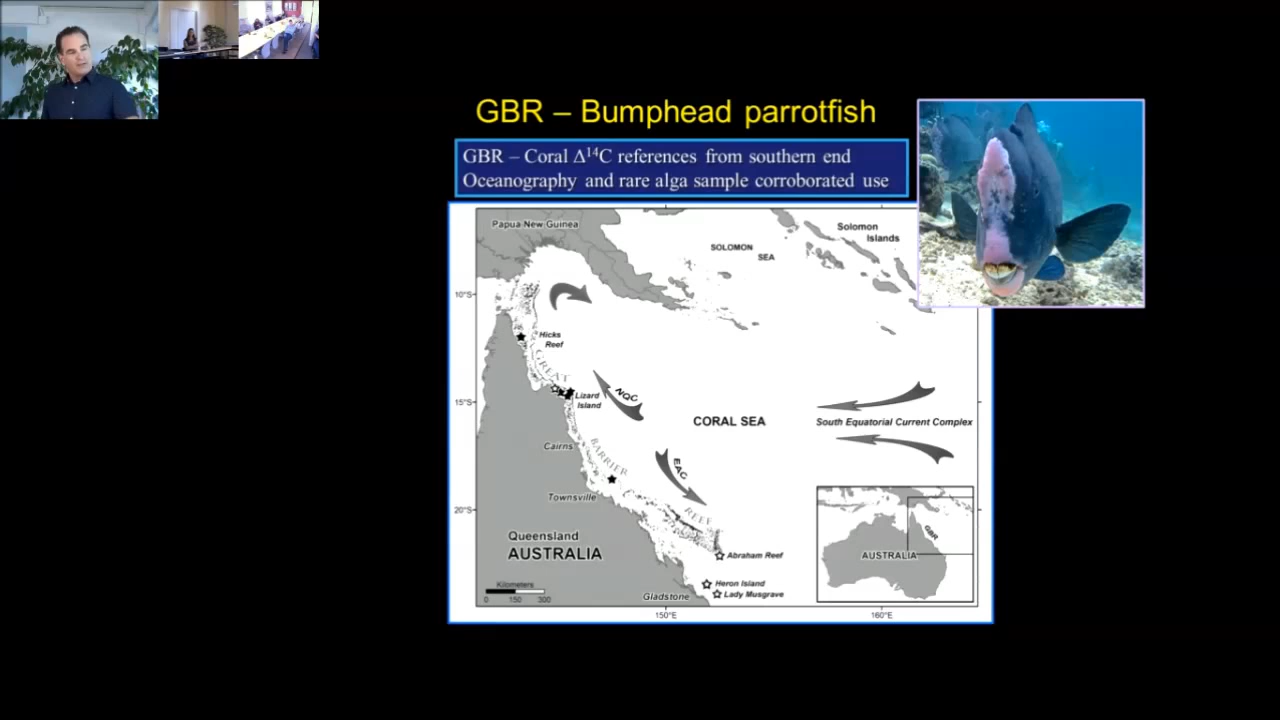 GBR – Bumphead parrotfish
GBR – Coral Δ¹⁴C references from southern end
Oceanography and rare alga sample corroborated use
Papua New Guinea
Solomon
Islands
SOLOMON
SEA
10°S
Hicks
Reef
GREAT
15°S
Lizard
Island
NQC
CORAL SEA
South Equatorial Current Complex
Cairns
BARRIER
EAC
Townsville
20°S
REEF
Queensland
AUSTRALIA
Abraham Reef
GBR
AUSTRALIA
Kilometers
0 150 300
Heron Island
Lady Musgrave
Gladstone
150°E
160°E